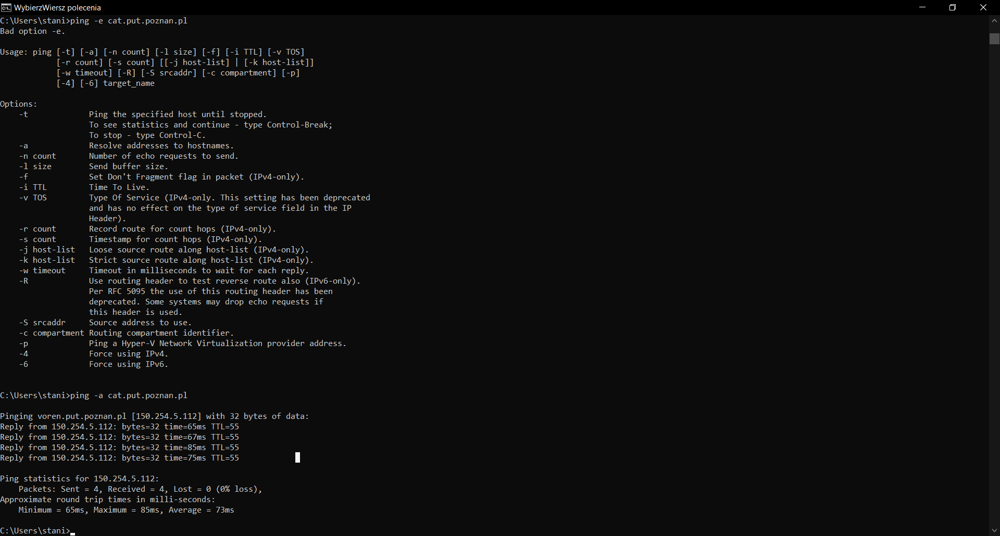 WybierzWiersz polecenia
C:\Users\stani>ping -e cat.put.poznan.pl
Bad option -e.
Usage: ping [-t] [-a] [-n count] [-l size] [-f] [-i TTL] [-v TOS]
            [-r count] [-s count] [[-j host-list] | [-k host-list]]
            [-w timeout] [-R] [-S srcaddr] [-c compartment] [-p]
            [-4] [-6] target_name
Options:
    -t             Ping the specified host until stopped.
                   To see statistics and continue - type Control-Break;
                   To stop - type Control-C.
    -a             Resolve addresses to hostnames.
    -n count       Number of echo requests to send.
    -l size        Send buffer size.
    -f             Set Don't Fragment flag in packet (IPv4-only).
    -i TTL         Time To Live.
    -v TOS         Type Of Service (IPv4-only. This setting has been deprecated
                   and has no effect on the type of service field in the IP
                   Header).
    -r count       Record route for count hops (IPv4-only).
    -s count       Timestamp for count hops (IPv4-only).
    -j host-list   Loose source route along host-list (IPv4-only).
    -k host-list   Strict source route along host-list (IPv4-only).
    -w timeout     Timeout in milliseconds to wait for each reply.
    -R             Use routing header to test reverse route also (IPv6-only).
                   Per RFC 5095 the use of this routing header has been
                   deprecated. Some systems may drop echo requests if
                   this header is used.
    -S srcaddr     Source address to use.
    -c compartment Routing compartment identifier.
    -p             Ping a Hyper-V Network Virtualization provider address.
    -4             Force using IPv4.
    -6             Force using IPv6.
C:\Users\stani>ping -a cat.put.poznan.pl
Pinging voren.put.poznan.pl [150.254.5.112] with 32 bytes of data:
Reply from 150.254.5.112: bytes=32 time=65ms TTL=55
Reply from 150.254.5.112: bytes=32 time=67ms TTL=55
Reply from 150.254.5.112: bytes=32 time=85ms TTL=55
Reply from 150.254.5.112: bytes=32 time=75ms TTL=55
Ping statistics for 150.254.5.112:
    Packets: Sent = 4, Received = 4, Lost = 0 (0% loss),
Approximate round trip times in milli-seconds:
    Minimum = 65ms, Maximum = 85ms, Average = 73ms
C:\Users\stani>